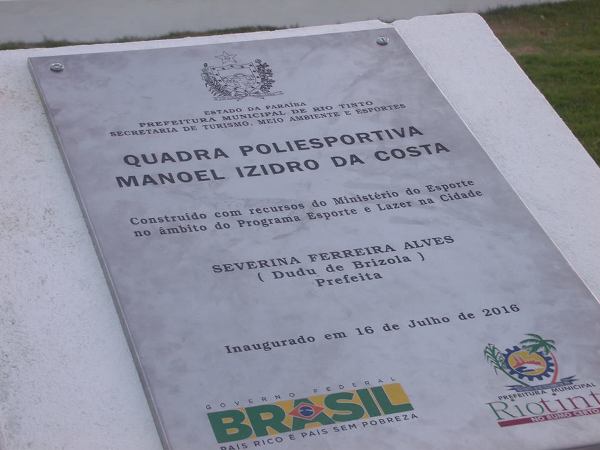 ESTADO DA PARAÍBA
PREFEITURA MUNICIPAL DE RIO TINTO
SECRETARIA DE TURISMO, MEIO AMBIENTE E ESPORTES
QUADRA POLIESPORTIVA
MANOEL IZIDRO DA COSTA
Construído com recursos do Ministério do Esporte
no âmbito do Programa Esporte e Lazer na Cidade
SEVERINA FERREIRA ALVES
( Dudu de Brizola )
Prefeita
Inaugurado em 16 de Julho de 2016
GOVERNO FEDERAL
BRASIL
PAÍS RICO É PAÍS SEM POBREZA
PREFEITURA MUNICIPAL
Riotinto
NO RUMO CERTO